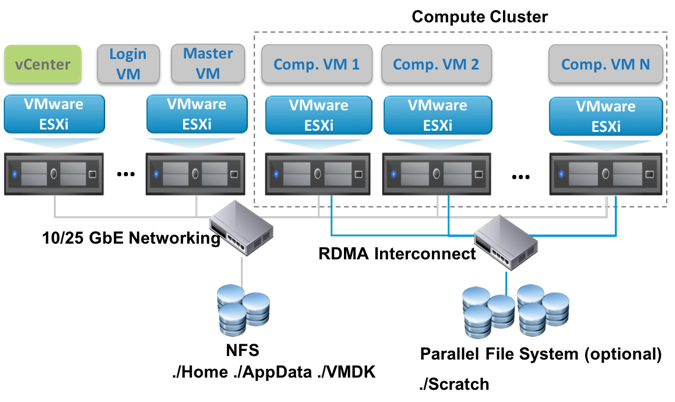 Compute Cluster
vCenter
Login
VM
Master
VM
Comp. VM 1
Comp. VM 2
Comp. VM N
VMware
ESXi
VMware
ESXi
VMware
ESXi
VMware
ESXi
VMware
ESXi
...
...
10/25 GbE Networking
RDMA Interconnect
NFS
./Home ./AppData ./VMDK
Parallel File System (optional)
./Scratch